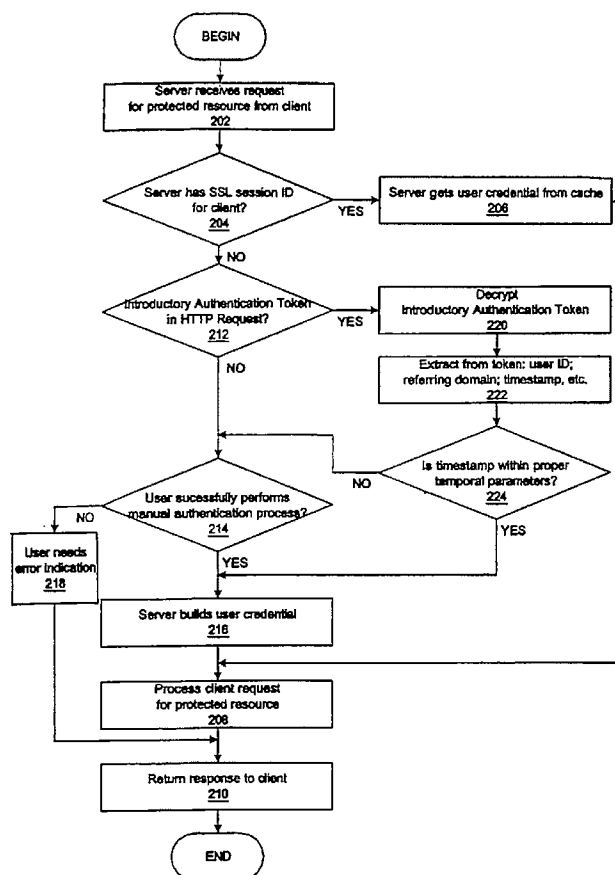 BEGIN
Server receives request
for protected resource from client
202
Server has SSL session ID
for client?
204
YES
Server gets user credential from cache
206
NO
Introductory Authentication Token
in HTTP Request?
212
YES
Decrypt
Introductory Authentication Token
220
Extract from token: user ID;
referring domain; timestamp, etc.
222
NO
Is timestamp within proper
temporal parameters?
224
NO
YES
User sucessfully performs
manual authentication process?
214
NO
YES
User needs
error indication
218
Server builds user credential
216
Process client request
for protected resource
208
Return response to client
210
END